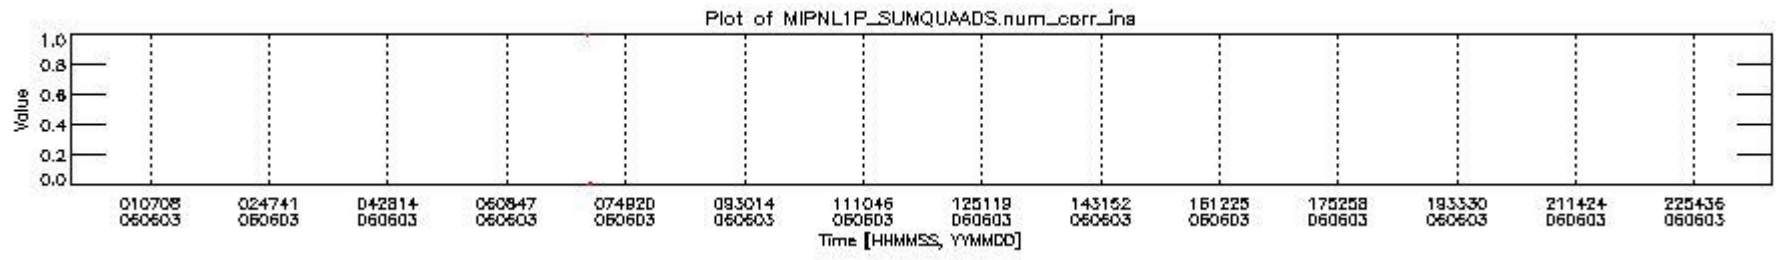 Plot of MIPNL1P_SUMQUAADS.num_corr_ins
1.0
0.8
0.6
0.4
0.2
0.0
Value
010708 024741 042814 060847 074920 093014 111046 125119 143152 161225 175258 193330 211424 225436
060603 060603 060603 060603 060603 060603 060603 060603 060603 060603 060603 060603 060603 060603
Time [HHMMSS, YYMMDD]